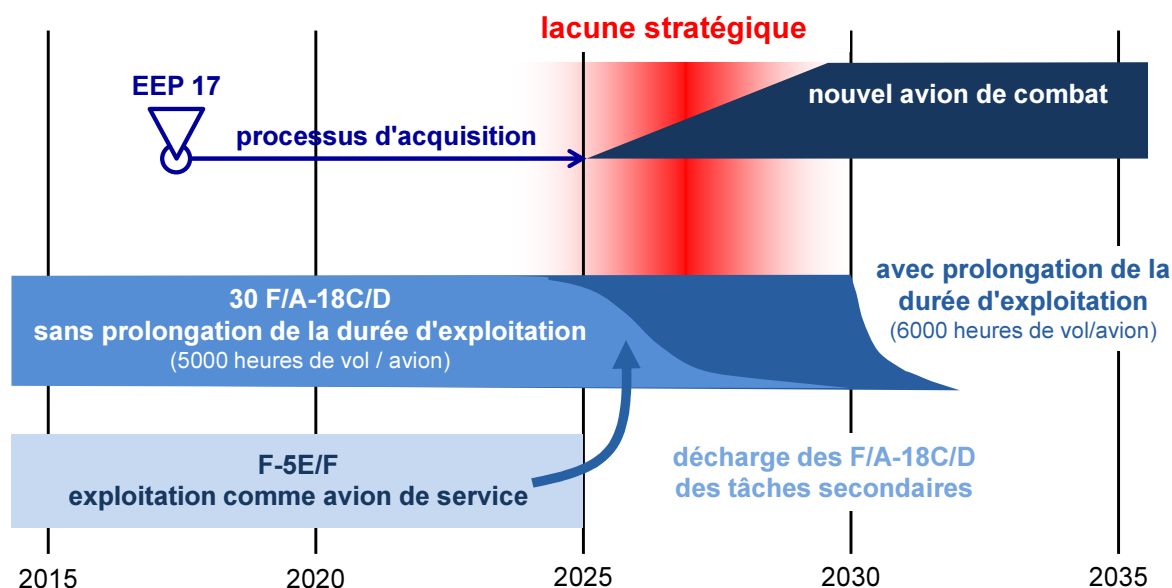 lacune stratégique
EEP 17
nouvel avion de combat
processus d'acquisition
avec prolongation de la
durée d'exploitation
(6000 heures de vol/avion)
30 F/A-18C/D
sans prolongation de la durée d'exploitation
(5000 heures de vol / avion)
F-5E/F
exploitation comme avion de service
décharge des F/A-18C/D
des tâches secondaires
2015
2020
2025
2030
2035